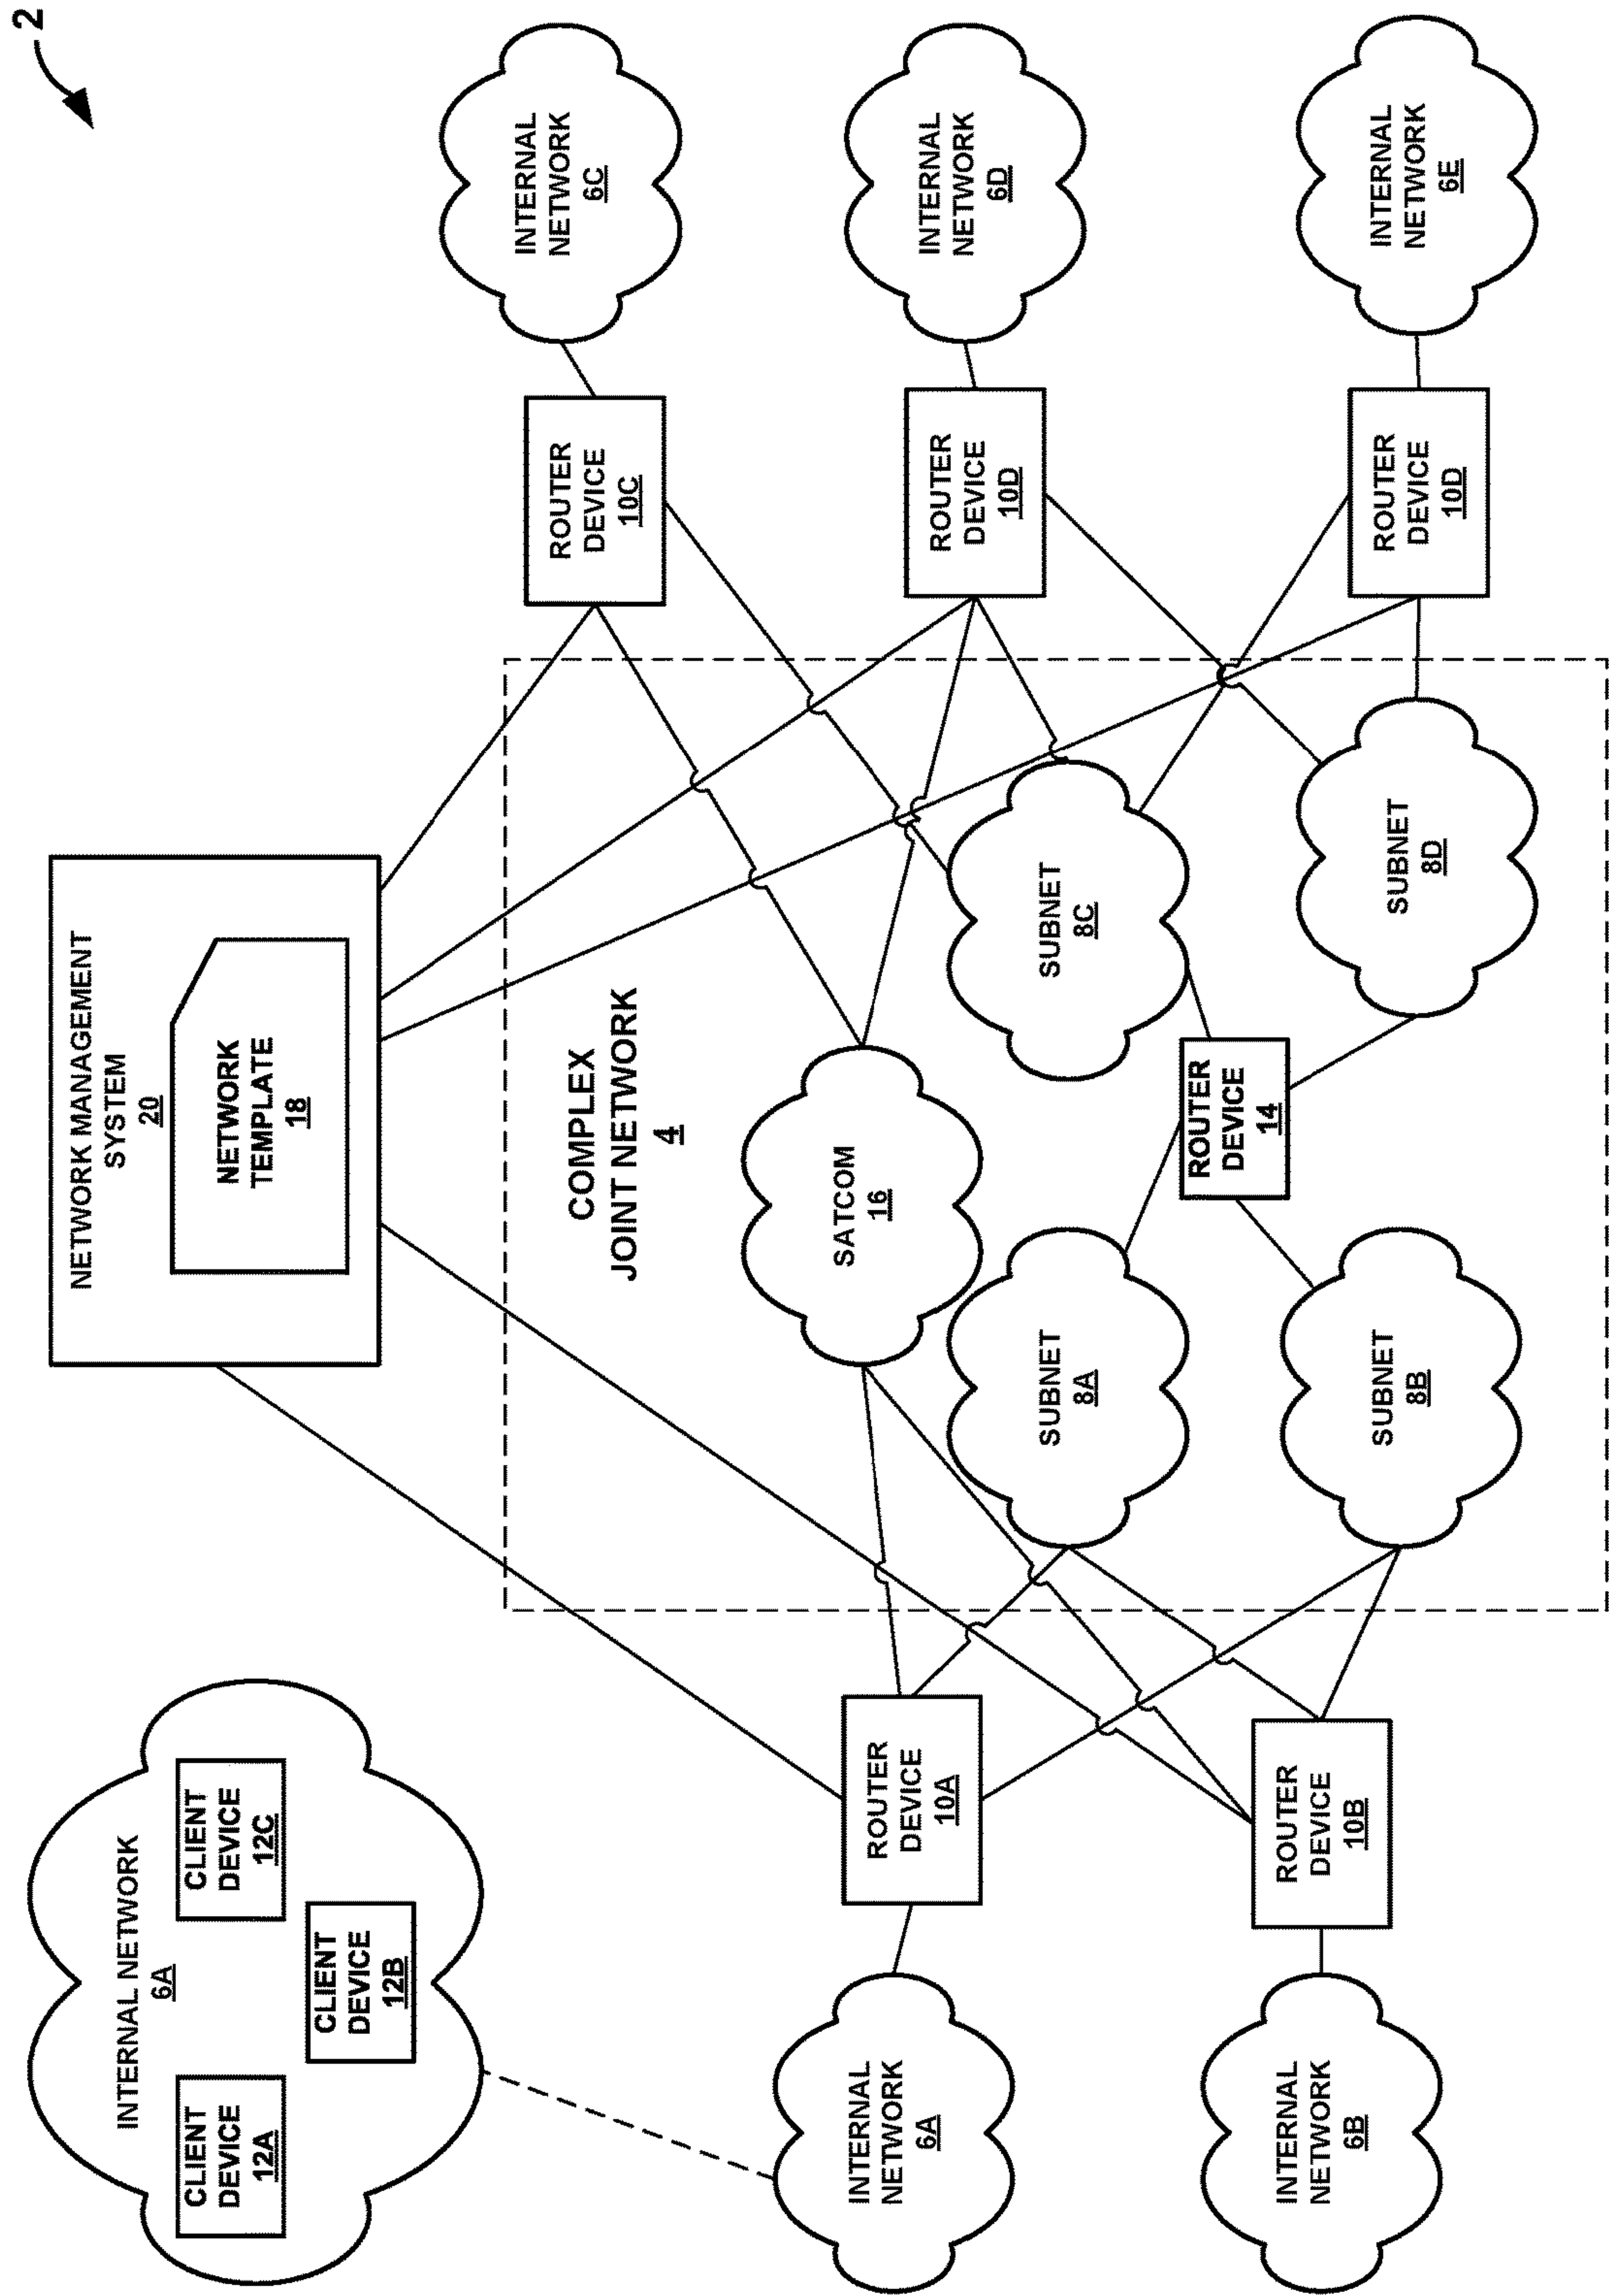 2
INTERNAL NETWORK
6A
CLIENT
DEVICE
12A
CLIENT
DEVICE
12B
CLIENT
DEVICE
12C
NETWORK MANAGEMENT
SYSTEM
20
NETWORK
TEMPLATE
18
COMPLEX
JOINT NETWORK
4
INTERNAL
NETWORK
6A
INTERNAL
NETWORK
6B
ROUTER
DEVICE
10A
ROUTER
DEVICE
10B
SATCOM
16
SUBNET
8A
SUBNET
8B
ROUTER
DEVICE
14
SUBNET
8C
SUBNET
8D
ROUTER
DEVICE
10C
ROUTER
DEVICE
10D
ROUTER
DEVICE
10D
INTERNAL
NETWORK
6C
INTERNAL
NETWORK
6D
INTERNAL
NETWORK
6E